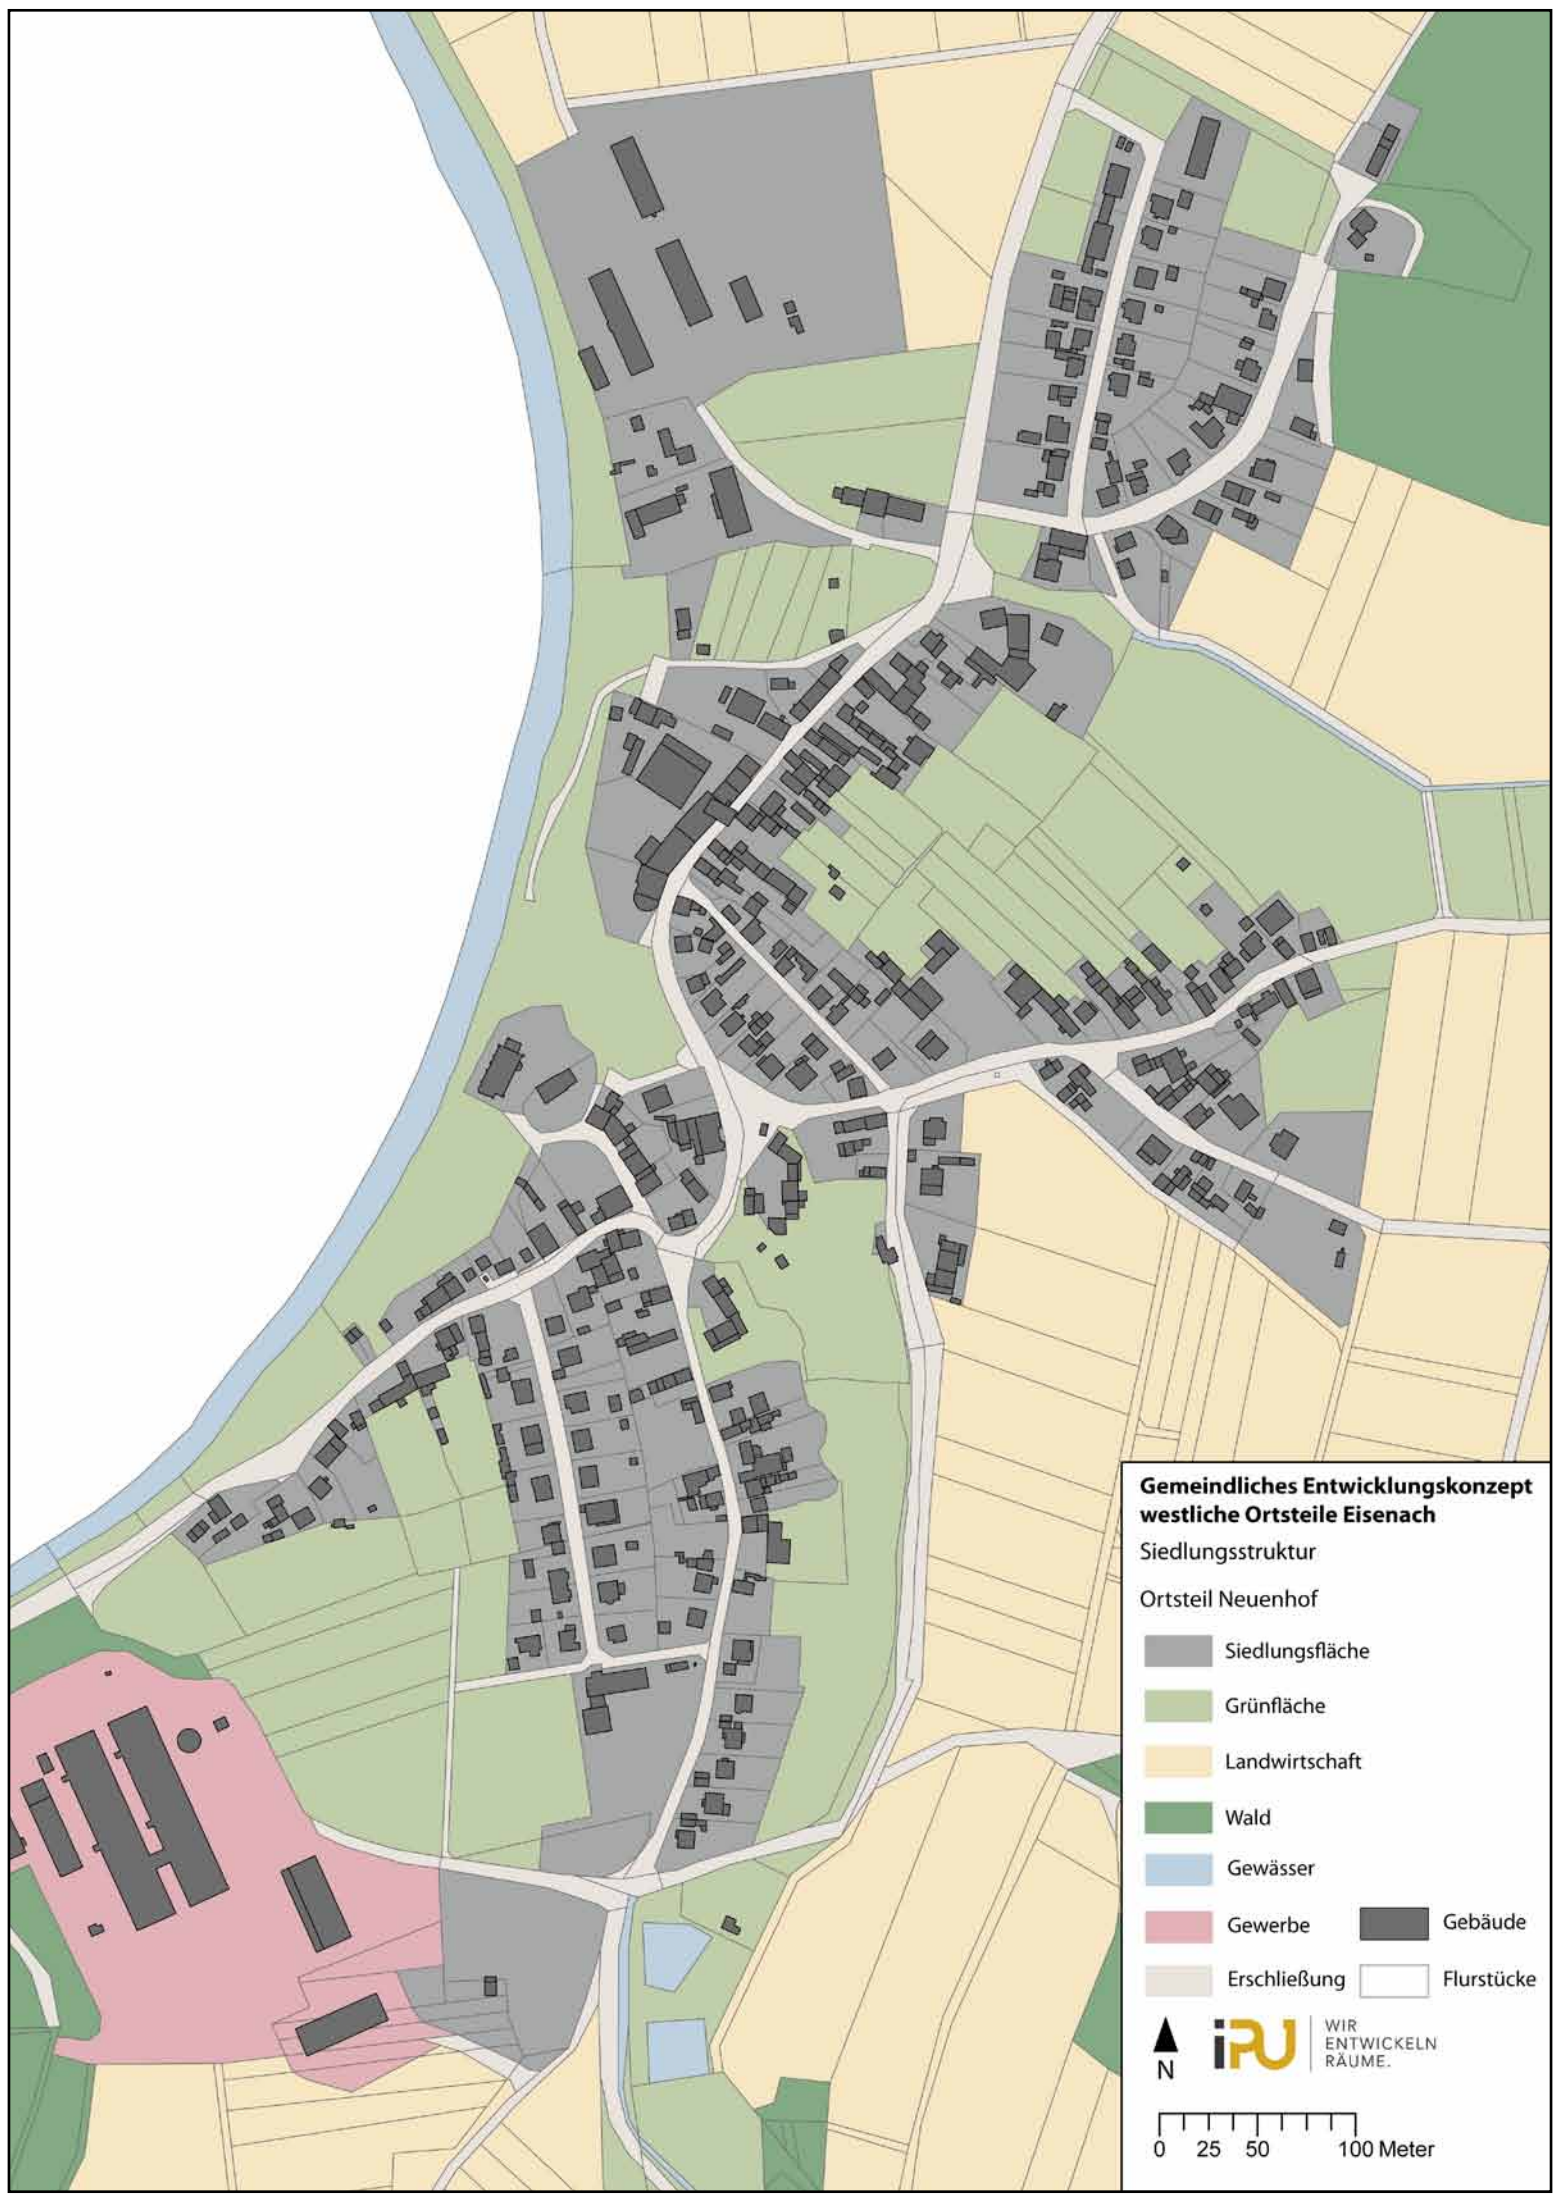 Gemeindliches Entwicklungskonzept
westliche Ortsteile Eisenach
Siedlungsstruktur
Ortsteil Neuenhof
Siedlungsfläche
Grünfläche
Landwirtschaft
Wald
Gewässer
Gewerbe
Gebäude
Erschließung
Flurstücke
N
iPU
WIR
ENTWICKELN
RÄUME.
0 25 50 100 Meter